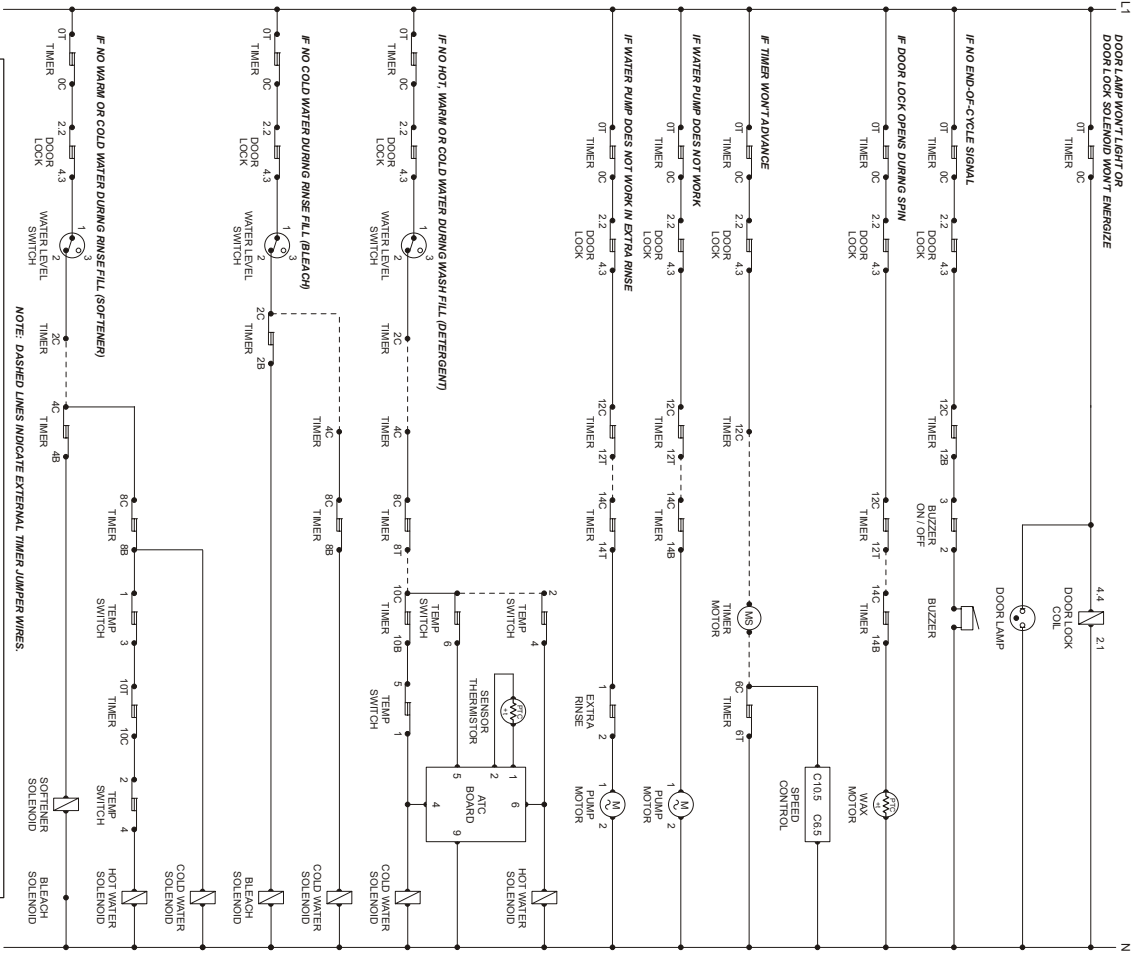 L1
N
DOOR LAMP WON'T LIGHT OR
DOOR LOCK SOLENOID WON'T ENERGIZE
0T 0C
TIMER
4.4 2.1
DOOR LOCK
COIL
DOOR LAMP
IF NO END-OF-CYCLE SIGNAL
0T 0C
TIMER
2.2 4.3
DOOR
LOCK
12C 12B
TIMER
3 2
BUZZER
ON / OFF
BUZZER
IF DOOR LOCK OPENS DURING SPIN
0T 0C
TIMER
2.2 4.3
DOOR
LOCK
12C 12T
TIMER
14C 14B
TIMER
PTC
+t
WAX
MOTOR
C10.5 C6.5
SPEED
CONTROL
IF TIMER WON'T ADVANCE
0T 0C
TIMER
2.2 4.3
DOOR
LOCK
12C
TIMER
MS
TIMER
MOTOR
6C 6T
TIMER
IF WATER PUMP DOES NOT WORK
0T 0C
TIMER
2.2 4.3
DOOR
LOCK
12C 12T
TIMER
14C 14B
TIMER
1 M 2
PUMP
MOTOR
IF WATER PUMP DOES NOT WORK IN EXTRA RINSE
0T 0C
TIMER
2.2 4.3
DOOR
LOCK
12C 12T
TIMER
14C 14T
TIMER
1 2
EXTRA
RINSE
1 M 2
PUMP
MOTOR
2 4
TEMP
SWITCH
HOT WATER
SOLENOID
PTC
+t
SENSOR
THERMISTOR
6
1
2
5
9
4
ATC
BOARD
6
TEMP
SWITCH
IF NO HOT, WARM OR COLD WATER DURING WASH FILL (DETERGENT)
0T 0C
TIMER
2.2 4.3
DOOR
LOCK
1 3 2
WATER LEVEL
SWITCH
2C
TIMER
4C
TIMER
8C 8T
TIMER
10C 10B
TIMER
5 1
TEMP
SWITCH
COLD WATER
SOLENOID
4C
TIMER
8C 8B
TIMER
COLD WATER
SOLENOID
IF NO COLD WATER DURING RINSE FILL (BLEACH)
0T 0C
TIMER
2.2 4.3
DOOR
LOCK
1 3 2
WATER LEVEL
SWITCH
2C 2B
TIMER
BLEACH
SOLENOID
COLD WATER
SOLENOID
8C 8B
TIMER
1 3
TEMP
SWITCH
10T 10C
TIMER
2 4
TEMP
SWITCH
HOT WATER
SOLENOID
IF NO WARM OR COLD WATER DURING RINSE FILL (SOFTENER)
0T 0C
TIMER
2.2 4.3
DOOR
LOCK
1 3 2
WATER LEVEL
SWITCH
2C
TIMER
4C 4B
TIMER
SOFTENER
SOLENOID
BLEACH
SOLENOID
NOTE: DASHED LINES INDICATE EXTERNAL TIMER JUMPER WIRES.